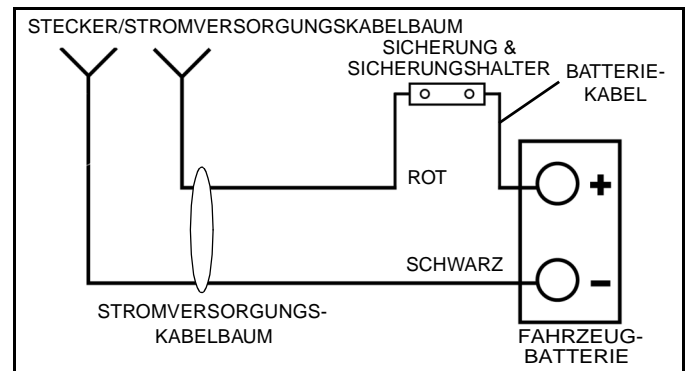 STECKER/STROMVERSORGUNGSKABELBAUM
SICHERUNG &
SICHERUNGSHALTER
BATTERIE-
KABEL
ROT
+
SCHWARZ
-
STROMVERSORGUNGS-
KABELBAUM
FAHRZEUG-
BATTERIE